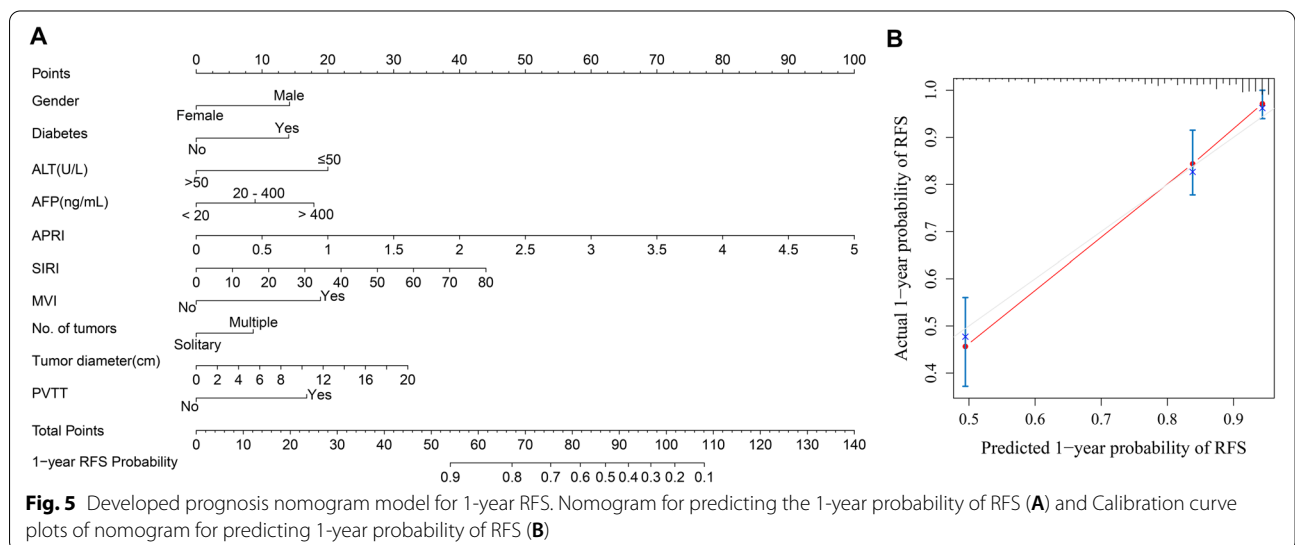 A
Points
0 10 20 30 40 50 60 70 80 90 100
Gender
Male
Female
Diabetes
Yes
No
ALT(U/L)
≤50
>50
AFP(ng/mL)
20 - 400
< 20
> 400
APRI
0 0.5 1 1.5 2 2.5 3 3.5 4 4.5 5
SIRI
0 10 20 30 40 50 60 70 80
MVI
Yes
No
No. of tumors
Multiple
Solitary
Tumor diameter(cm)
0 2 4 6 8 12 16 20
PVTT
Yes
No
Total Points
0 10 20 30 40 50 60 70 80 90 100 110 120 130 140
1−year RFS Probability
0.9 0.8 0.7 0.6 0.5 0.4 0.3 0.2 0.1
B
Actual 1−year probability of RFS
1.0
0.9
0.8
0.7
0.6
0.5
0.4
0.5 0.6 0.7 0.8 0.9
Predicted 1−year probability of RFS
Fig. 5 Developed prognosis nomogram model for 1-year RFS. Nomogram for predicting the 1-year probability of RFS (A) and Calibration curve
plots of nomogram for predicting 1-year probability of RFS (B)